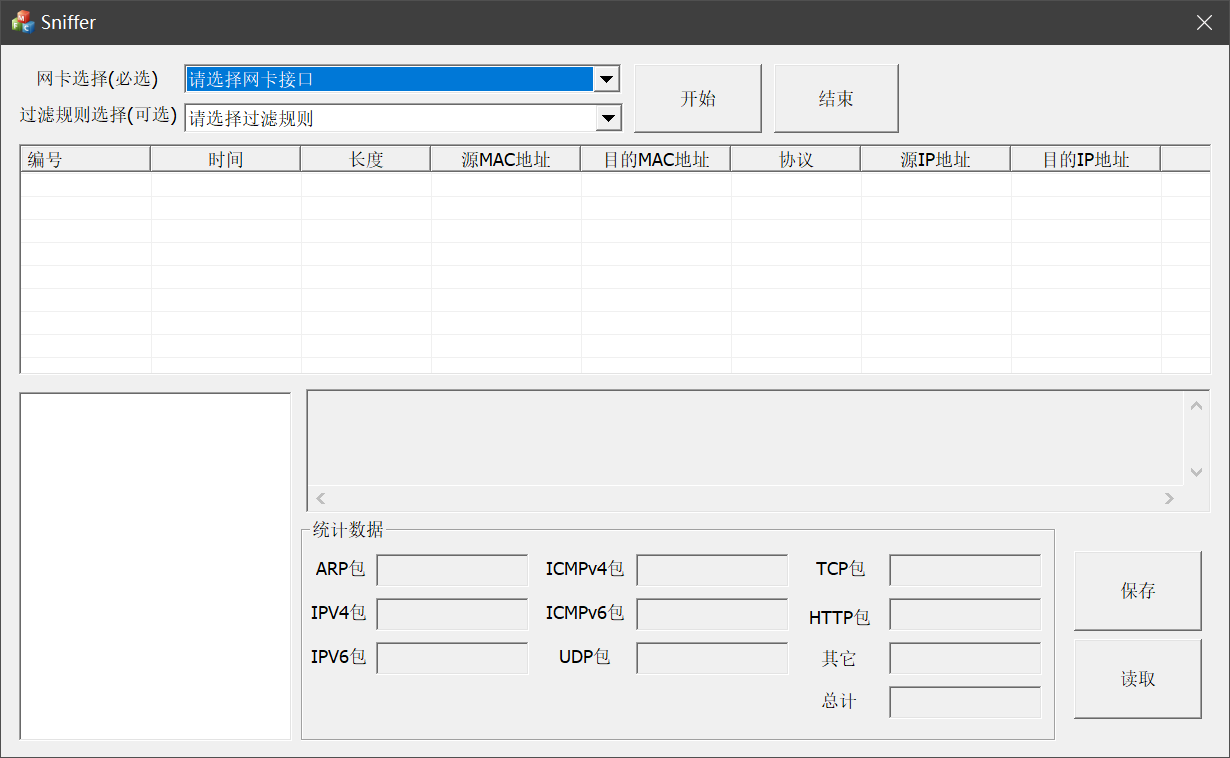 Sniffer
网卡选择(必选) 请选择网卡接口 开始 结束
过滤规则选择(可选) 请选择过滤规则
编号 时间 长度 源MAC地址 目的MAC地址 协议 源IP地址 目的IP地址
统计数据
ARP包 ICMPv4包 TCP包
IPV4包 ICMPv6包 HTTP包
IPV6包 UDP包 其它
总计
保存
读取